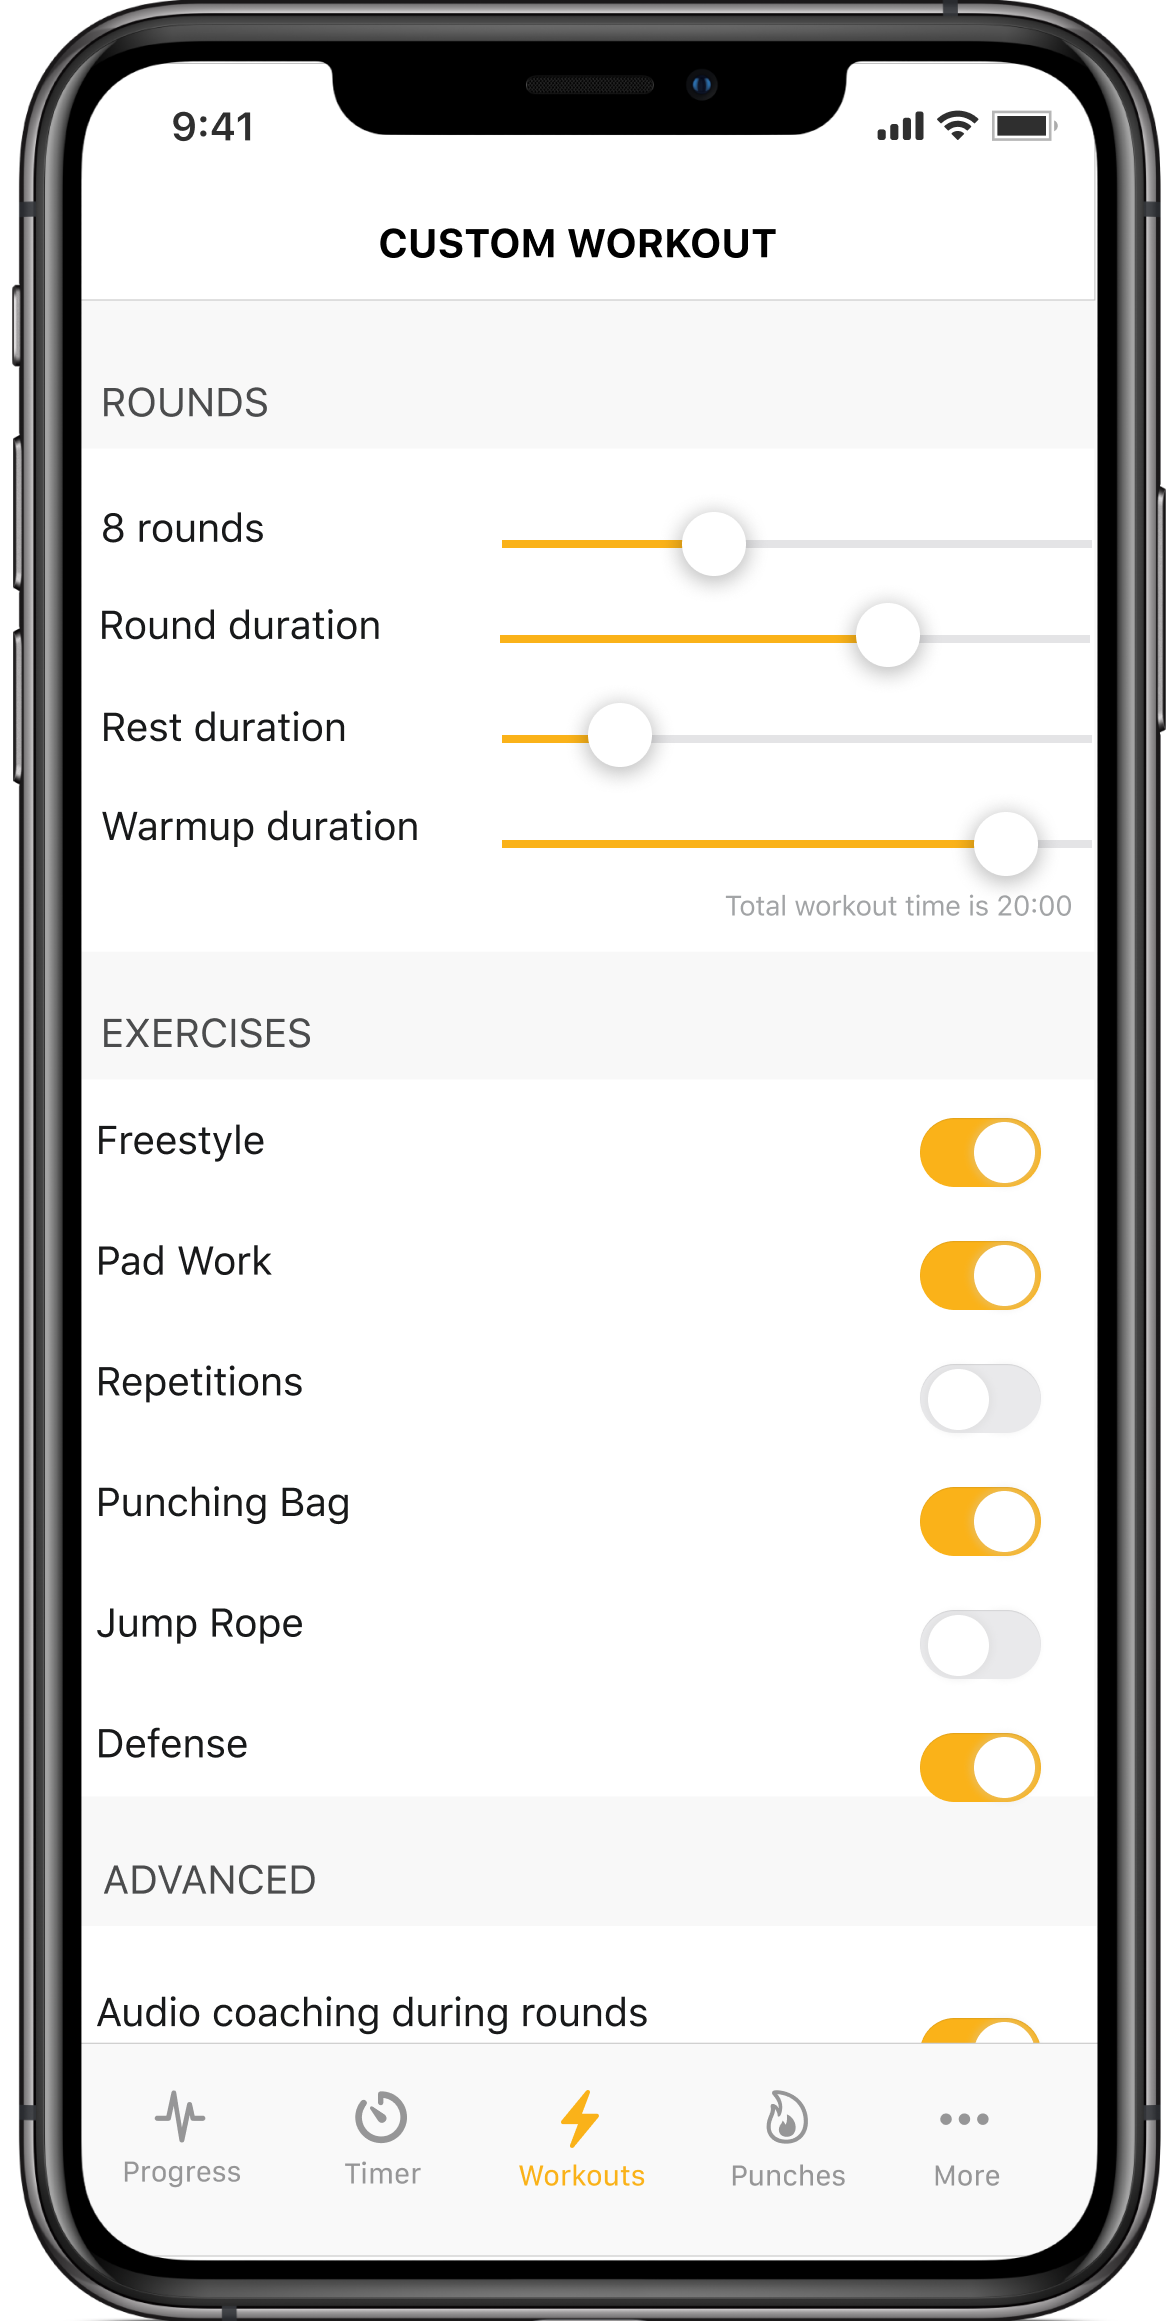 9:41
CUSTOM WORKOUT
ROUNDS
8 rounds
Round duration
Rest duration
Warmup duration
Total workout time is 20:00
EXERCISES
Freestyle
Pad Work
Repetitions
Punching Bag
Jump Rope
Defense
ADVANCED
Audio coaching during rounds
Progress
Timer
Workouts
Punches
More